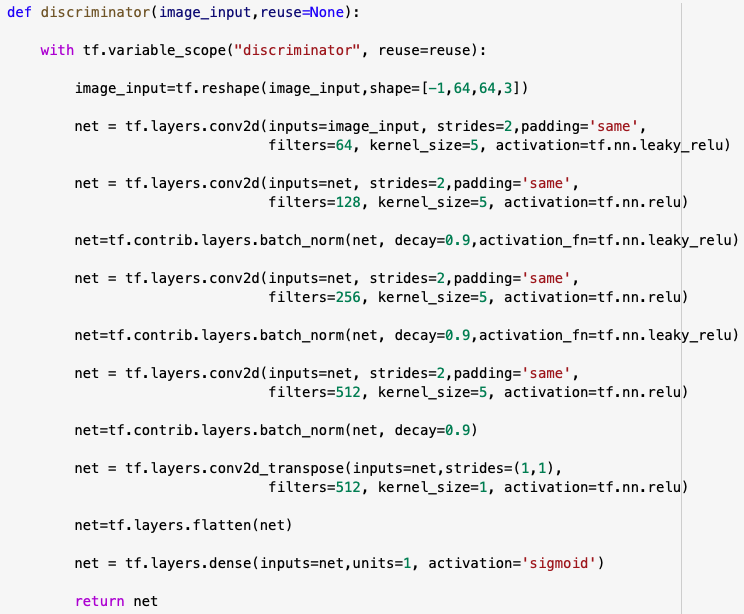 def discriminator(image_input,reuse=None):
with tf.variable_scope("discriminator", reuse=reuse):
image_input=tf.reshape(image_input,shape=[-1,64,64,3])
net = tf.layers.conv2d(inputs=image_input, strides=2,padding='same',
filters=64, kernel_size=5, activation=tf.nn.leaky_relu)
net = tf.layers.conv2d(inputs=net, strides=2,padding='same',
filters=128, kernel_size=5, activation=tf.nn.relu)
net=tf.contrib.layers.batch_norm(net, decay=0.9,activation_fn=tf.nn.leaky_relu)
net = tf.layers.conv2d(inputs=net, strides=2,padding='same',
filters=256, kernel_size=5, activation=tf.nn.relu)
net=tf.contrib.layers.batch_norm(net, decay=0.9,activation_fn=tf.nn.leaky_relu)
net = tf.layers.conv2d(inputs=net, strides=2,padding='same',
filters=512, kernel_size=5, activation=tf.nn.relu)
net=tf.contrib.layers.batch_norm(net, decay=0.9)
net = tf.layers.conv2d_transpose(inputs=net,strides=(1,1),
filters=512, kernel_size=1, activation=tf.nn.relu)
net=tf.layers.flatten(net)
net = tf.layers.dense(inputs=net,units=1, activation='sigmoid')
return net